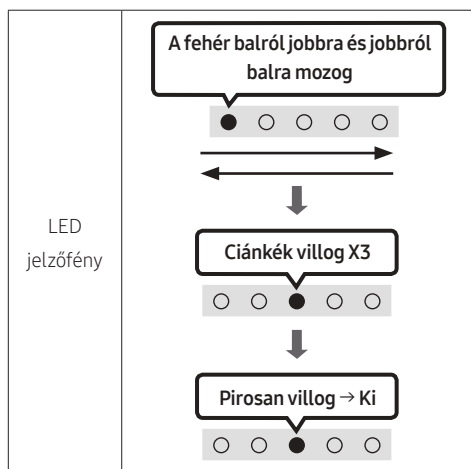 A fehér balról jobbra és jobbról
balra mozog
LED
jelzőfény
Ciánkék villog X3
Pirosan villog → Ki